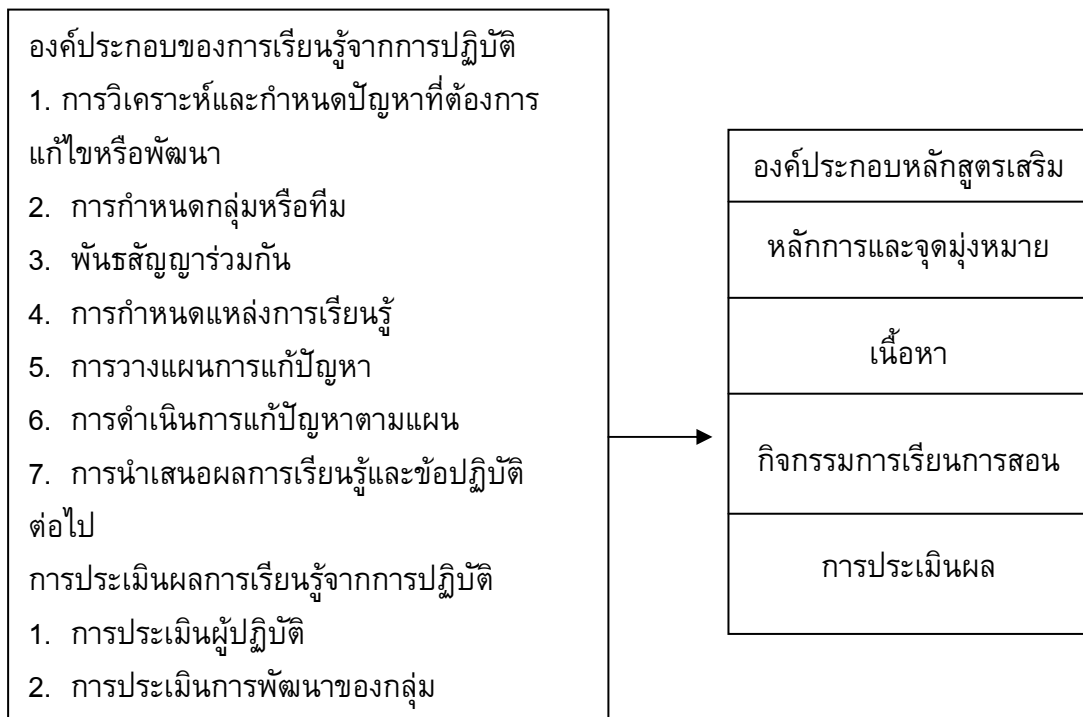 องค์ประกอบของการเรียนรู้จากการปฏิบัติ
1. การวิเคราะห์และกำหนดปัญหาที่ต้องการ
แก้ไขหรือพัฒนา
2. การกำหนดกลุ่มหรือทีม
3. พันธสัญญาร่วมกัน
4. การกำหนดแหล่งการเรียนรู้
5. การวางแผนการแก้ปัญหา
6. การดำเนินการแก้ปัญหาตามแผน
7. การนำเสนอผลการเรียนรู้และข้อปฏิบัติ
ต่อไป
การประเมินผลการเรียนรู้จากการปฏิบัติ
1. การประเมินผู้ปฏิบัติ
2. การประเมินการพัฒนาของกลุ่ม
องค์ประกอบหลักสูตรเสริม
หลักการและจุดมุ่งหมาย
เนื้อหา
กิจกรรมการเรียนการสอน
การประเมินผล